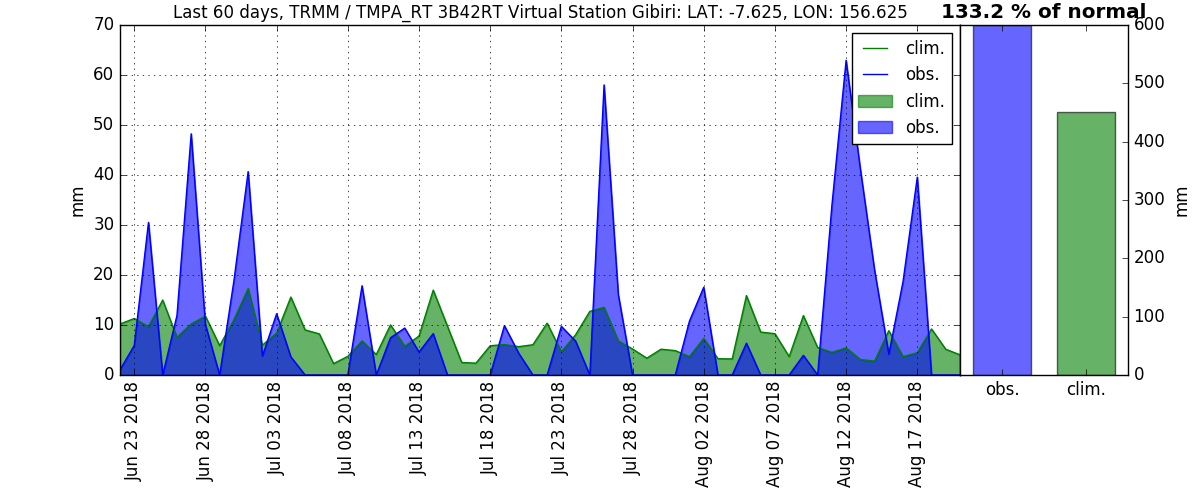 Last 60 days, TRMM / TMPA_RT 3B42RT Virtual Station Gibiri: LAT: -7.625, LON: 156.625
133.2 % of normal
70
60
50
40
30
20
10
0
mm
clim.
obs.
clim.
obs.
Jun 23 2018
Jun 28 2018
Jul 03 2018
Jul 08 2018
Jul 13 2018
Jul 18 2018
Jul 23 2018
Jul 28 2018
Aug 02 2018
Aug 07 2018
Aug 12 2018
Aug 17 2018
600
500
400
300
200
100
0
mm
obs.
clim.